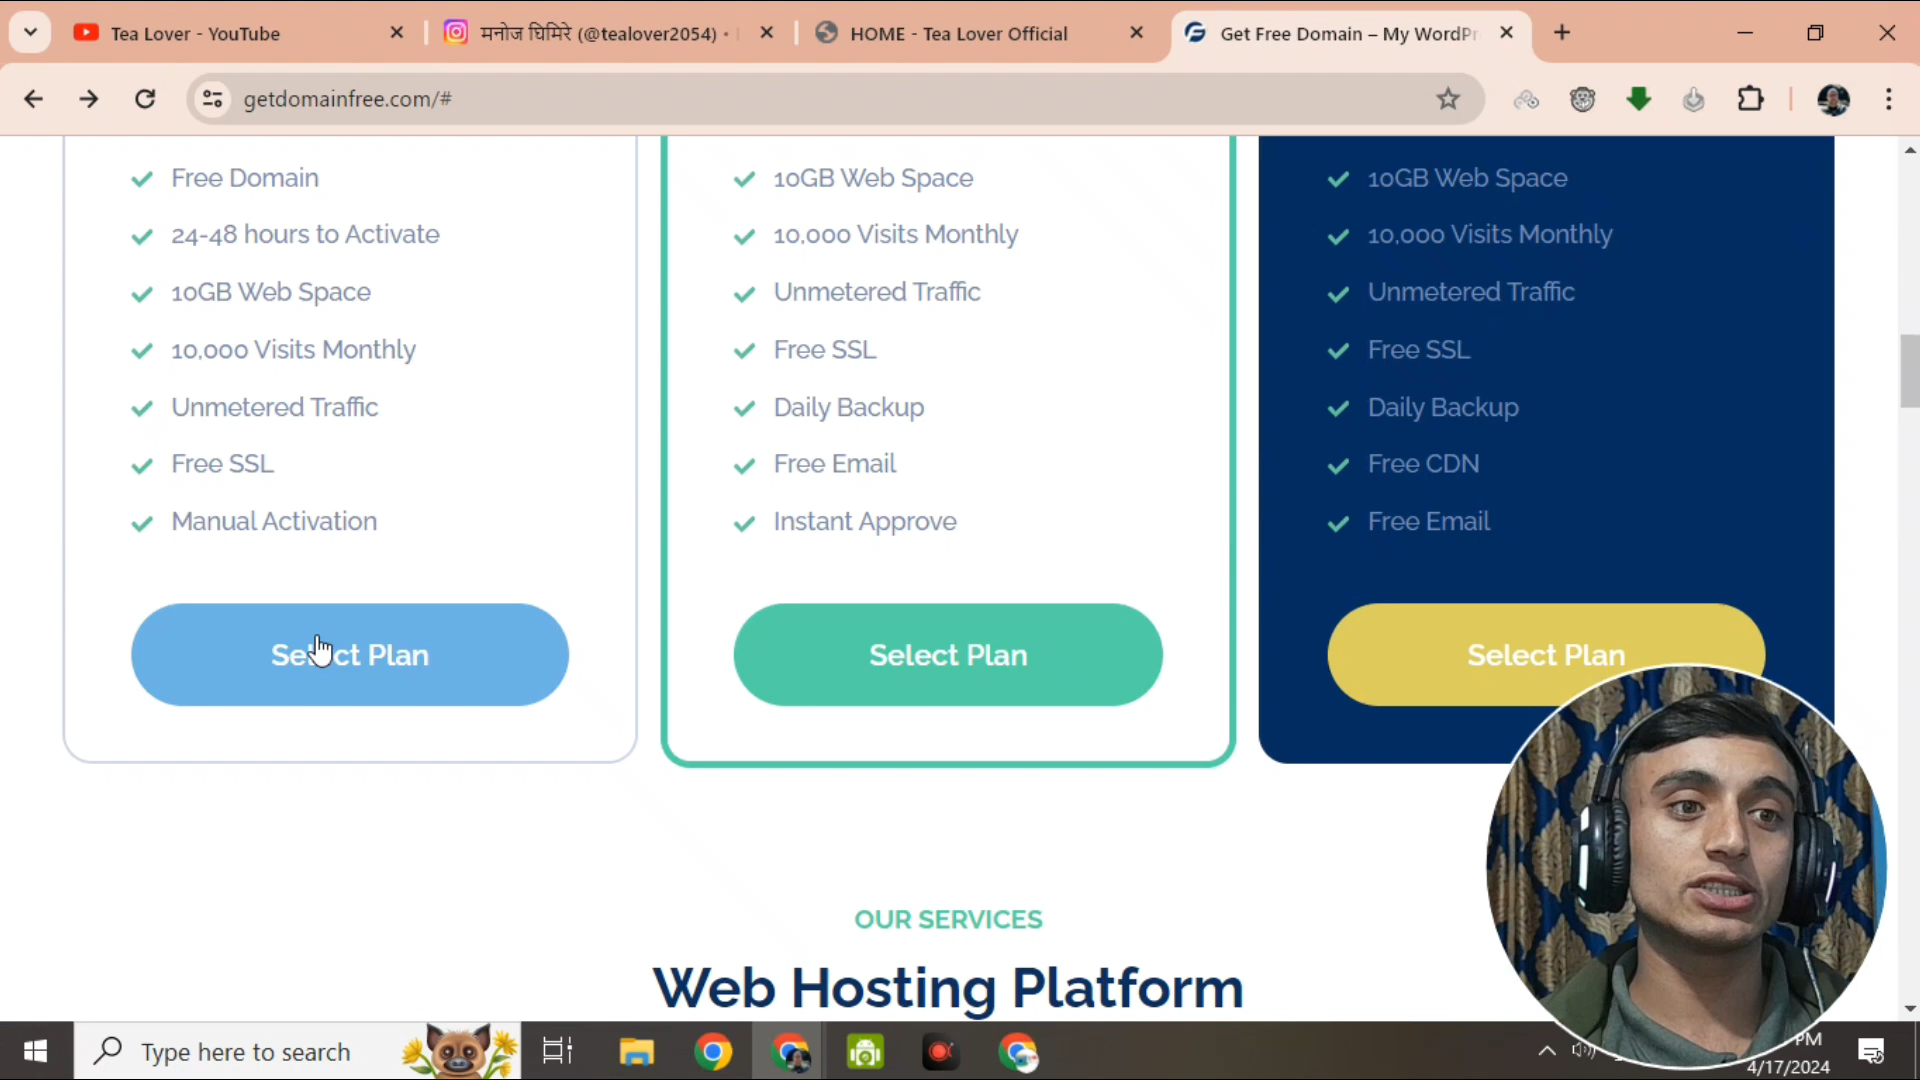 Tea Lover - YouTube
मनोज घिमिरे (@tealover2054) •
HOME - Tea Lover Official
Get Free Domain – My WordPr
getdomainfree.com/#
Free Domain
24-48 hours to Activate
10GB Web Space
10,000 Visits Monthly
Unmetered Traffic
Free SSL
Manual Activation
Select Plan
10GB Web Space
10,000 Visits Monthly
Unmetered Traffic
Free SSL
Daily Backup
Free Email
Instant Approve
Select Plan
10GB Web Space
10,000 Visits Monthly
Unmetered Traffic
Free SSL
Daily Backup
Free CDN
Free Email
Select Plan
OUR SERVICES
Web Hosting Platform
Type here to search
PM
4/17/2024